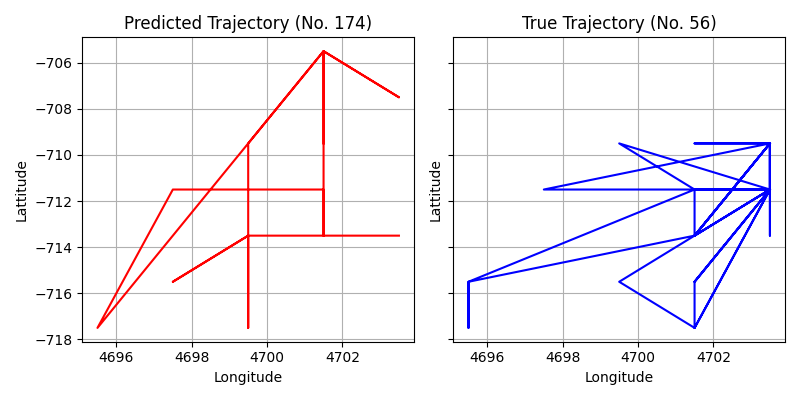 Predicted Trajectory (No. 174)
True Trajectory (No. 56)
Lattitude
−706
−708
−710
−712
−714
−716
−718
4696
4698
4700
4702
Longitude
Lattitude
4696
4698
4700
4702
Longitude